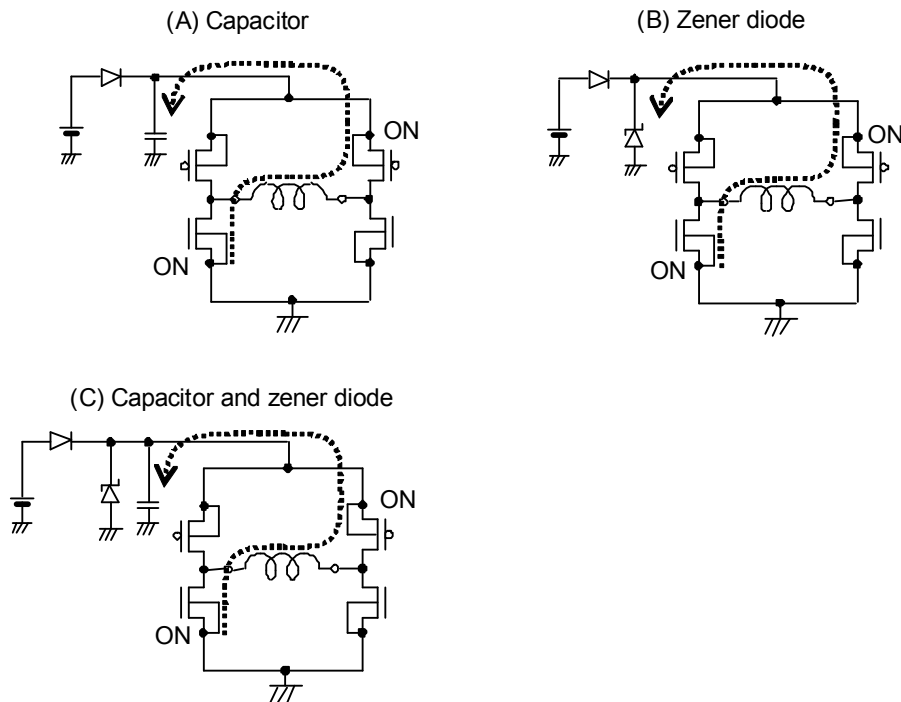 (A) Capacitor
ON
ON
(B) Zener diode
ON
ON
(C) Capacitor and zener diode
ON
ON